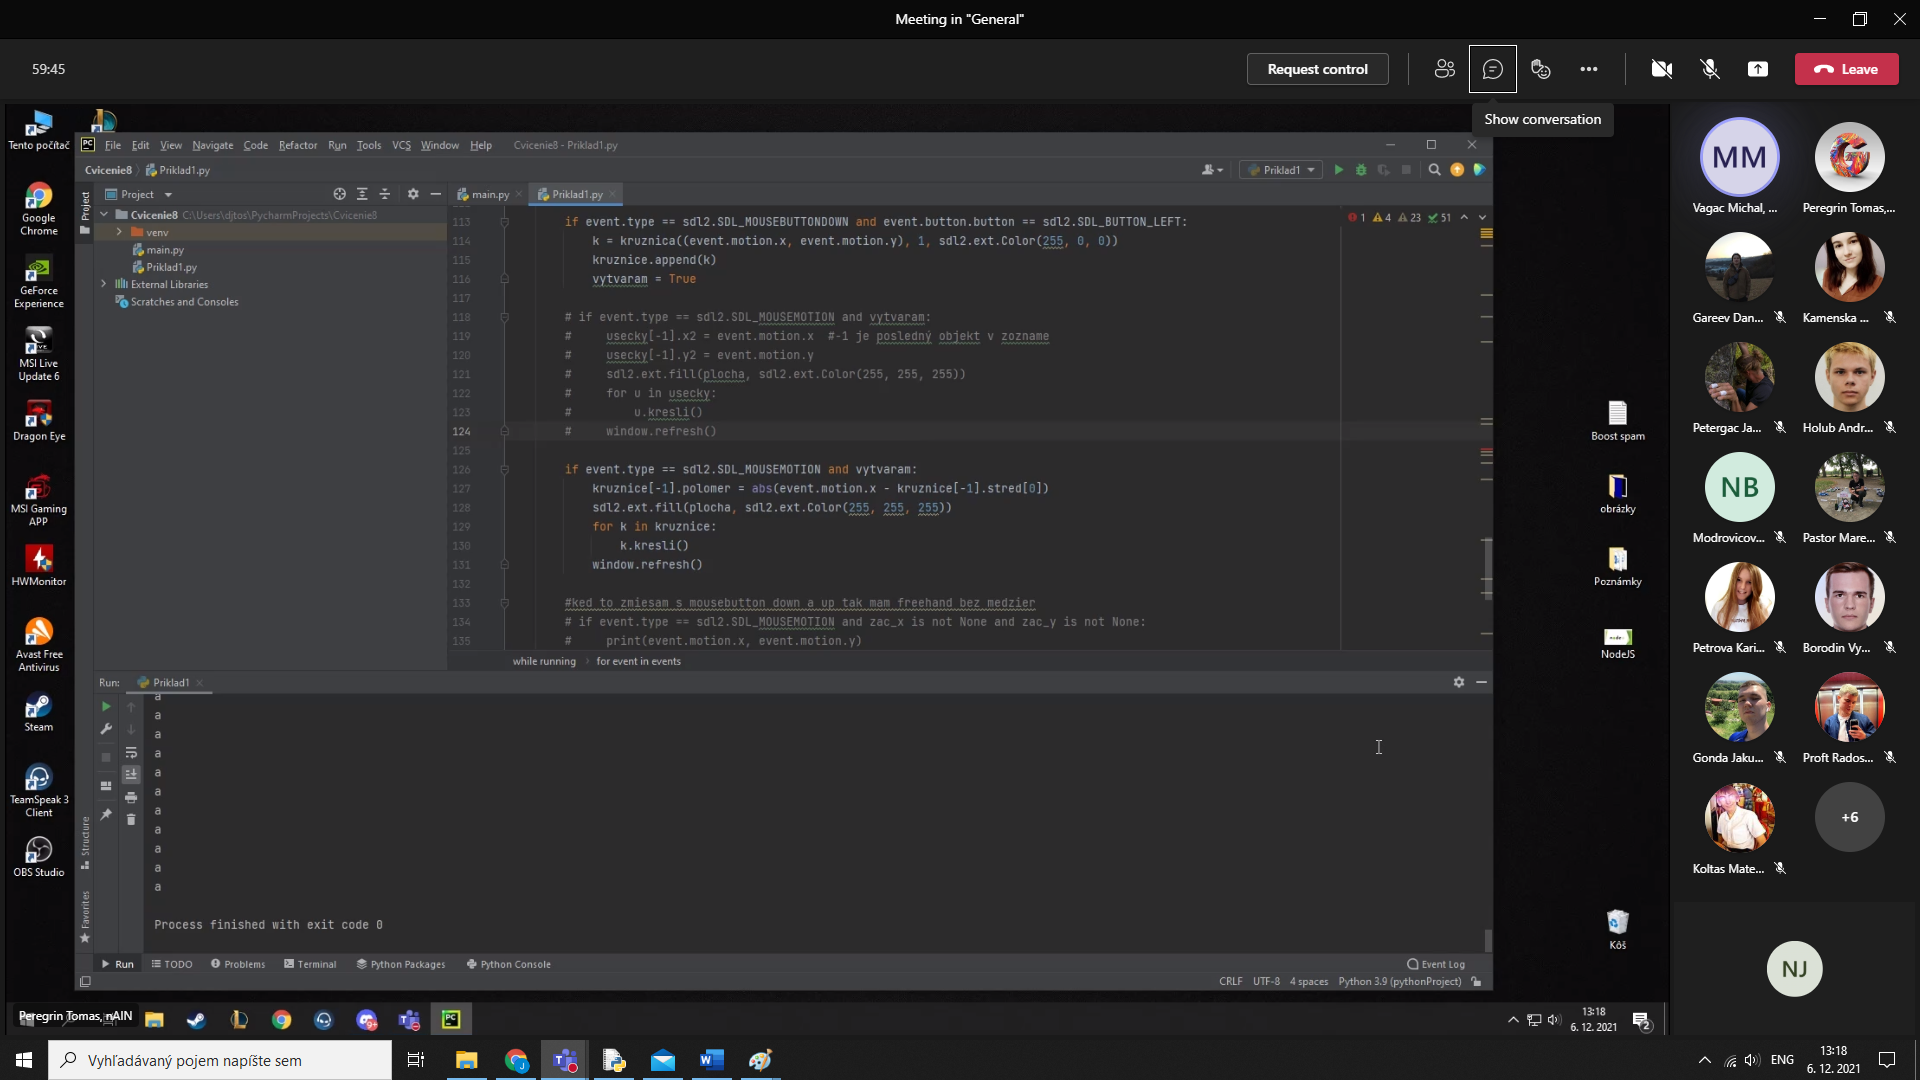 Meeting in "General"
59:45
Request control
Leave
Show conversation
Tento počítač
Google Chrome
GeForce Experience
MSI Live Update 6
Dragon Eye
MSI Gaming APP
HWMonitor
Avast Free Antivirus
Steam
TeamSpeak 3 Client
OBS Studio
PC File Edit View Navigate Code Refactor Run Tools VCS Window Help Cvicenie8 - Priklad1.py
Cvicenie8 Priklad1.py
Priklad1
Project
Project
Cvicenie8 C:\Users\djtos\PycharmProjects\Cvicenie8
venv
main.py
Priklad1.py
External Libraries
Scratches and Consoles
main.py
Priklad1.py
1 4 23 51
113 if event.type == sdl2.SDL_MOUSEBUTTONDOWN and event.button.button == sdl2.SDL_BUTTON_LEFT:
114 k = kruznica((event.motion.x, event.motion.y), 1, sdl2.ext.Color(255, 0, 0))
115 kruznice.append(k)
116 vytvaram = True
117
118 # if event.type == sdl2.SDL_MOUSEMOTION and vytvaram:
119 # usecky[-1].x2 = event.motion.x #-1 je posledný objekt v zozname
120 # usecky[-1].y2 = event.motion.y
121 # sdl2.ext.fill(plocha, sdl2.ext.Color(255, 255, 255))
122 # for u in usecky:
123 # u.kresli()
124 # window.refresh()
125
126 if event.type == sdl2.SDL_MOUSEMOTION and vytvaram:
127 kruznice[-1].polomer = abs(event.motion.x - kruznice[-1].stred[0])
128 sdl2.ext.fill(plocha, sdl2.ext.Color(255, 255, 255))
129 for k in kruznice:
130 k.kresli()
131 window.refresh()
132
133 #ked to zmiesam s mousebutton down a up tak mam freehand bez medzier
134 # if event.type == sdl2.SDL_MOUSEMOTION and zac_x is not None and zac_y is not None:
135 # print(event.motion.x, event.motion.y)
while running for event in events
Run: Priklad1
a
a
a
a
a
a
a
a
a
a
a
Process finished with exit code 0
Structure
Favorites
Run TODO Problems Terminal Python Packages Python Console
Event Log
CRLF UTF-8 4 spaces Python 3.9 (pythonProject)
Boost spam
obrázky
Poznámky
NodeJS
Kôš
Peregrin Tomas, nAIN
13:18
6. 12. 2021
2
MM
Vagac Michal, ...
Peregrin Tomas,...
Gareev Dan...
Kamenska ...
Petergac Ja...
Holub Andr...
NB
Modrovicov...
Pastor Mare...
Petrova Kari...
Borodin Vy...
Gonda Jaku...
Proft Rados...
Koltas Mate...
+6
NJ
Vyhľadávaný pojem napíšte sem
ENG
13:18
6. 12. 2021